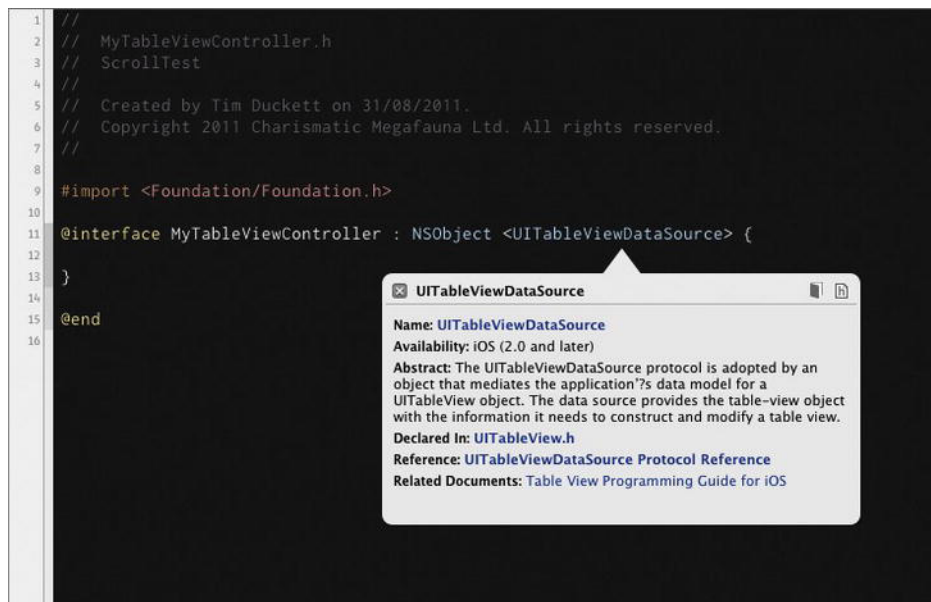 1 //
2 // MyTableViewController.h
3 // ScrollTest
4 //
5 // Created by Tim Duckett on 31/08/2011.
6 // Copyright 2011 Charismatic Megafauna Ltd. All rights reserved.
7 //
8
9 #import <Foundation/Foundation.h>
10
11 @interface MyTableViewController : NSObject <UITableViewDataSource> {
12
13 }
14
15 @end
16
UITableViewDataSource
Name: UITableViewDataSource
Availability: iOS (2.0 and later)
Abstract: The UITableViewDataSource protocol is adopted by an
object that mediates the application'?s data model for a
UITableView object. The data source provides the table-view object
with the information it needs to construct and modify a table view.
Declared In: UITableView.h
Reference: UITableViewDataSource Protocol Reference
Related Documents: Table View Programming Guide for iOS